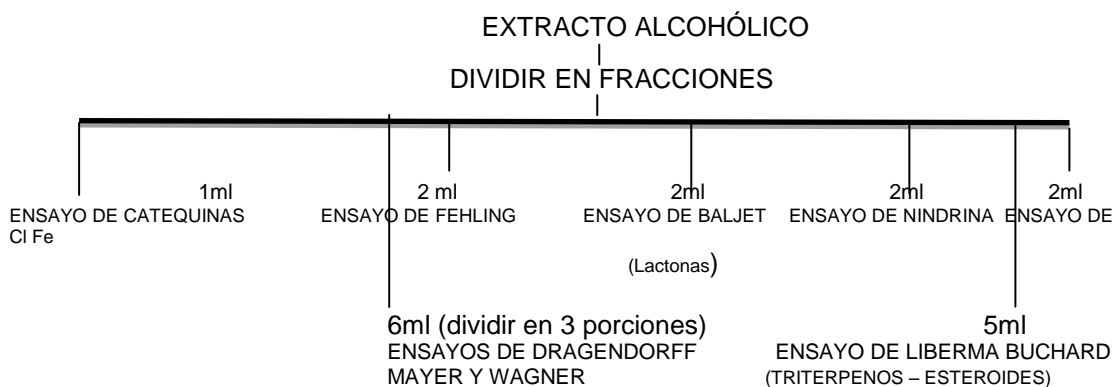 EXTRACTO ALCOHÓLICO
DIVIDIR EN FRACCIONES
1ml 2 ml 2ml 2ml 2ml
ENSAYO DE CATEQUINAS ENSAYO DE FEHLING ENSAYO DE BALJET ENSAYO DE NINDRINA ENSAYO DE
Cl Fe
(Lactonas)
6ml (dividir en 3 porciones) 5ml
ENSAYOS DE DRAGENDORFF ENSAYO DE LIBERMA BUCHARD
MAYER Y WAGNER (TRITERPENOS – ESTEROIDES)